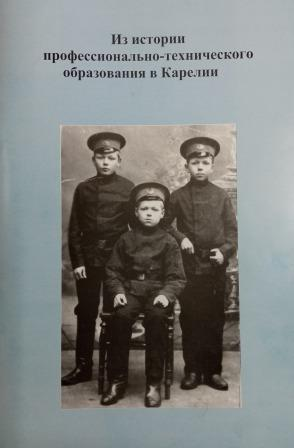 Из истории
профессионально-технического
образования в Карелии